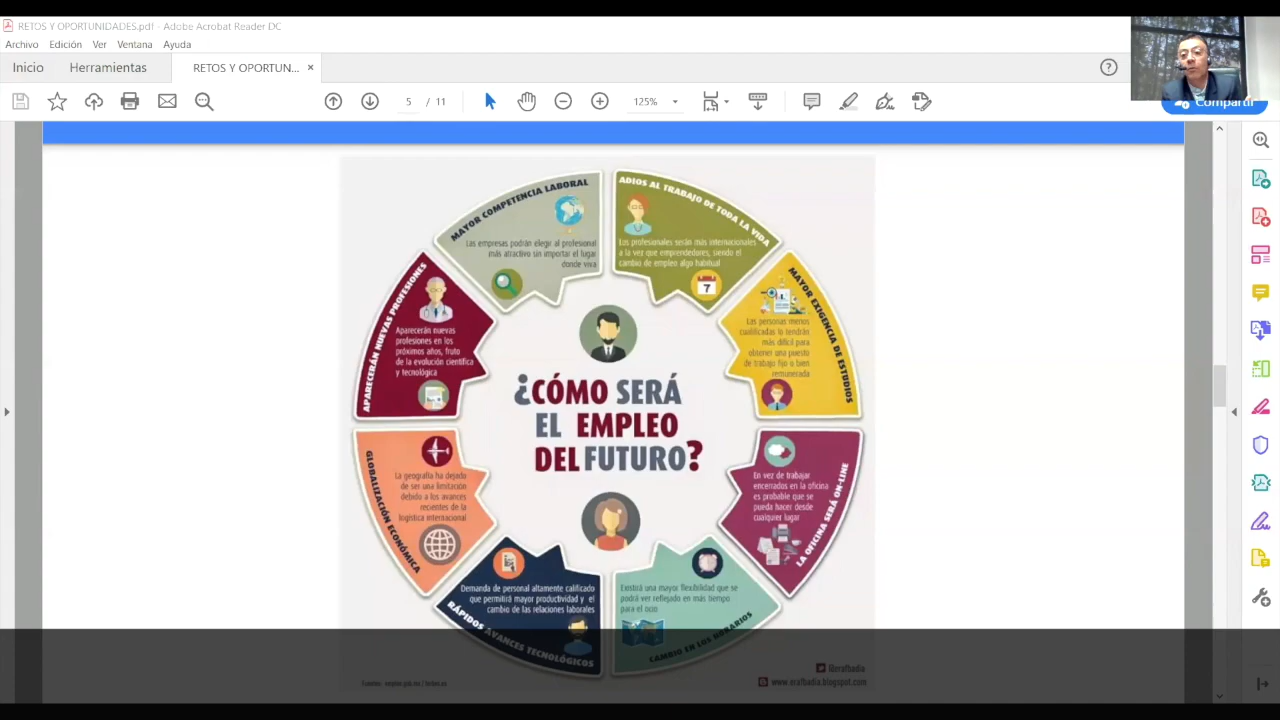 RETOS Y OPORTUNIDADES.pdf - Adobe Acrobat Reader DC
Archivo Edición Ver Ventana Ayuda
Inicio Herramientas RETOS Y OPORTUN... ×
5 / 11 125%
Compartir
MAYOR COMPETENCIA LABORAL
Las empresas podrán elegir al profesional
más atractivo sin importar el lugar
donde viva
ADIOS AL TRABAJO DE TODA LA VIDA
Los profesionales serán más internacionales
a la vez que emprendedores, siendo el
cambio de empleo algo habitual
7
MAYOR EXIGENCIA DE ESTUDIOS
Las personas menos
cualificadas lo tendrán
más difícil para
obtener una puesto
de trabajo fijo o bien
remunerada
LA OFICINA SERÁ ON-LINE
En vez de trabajar
encerrados en la oficina
es probable que se
pueda hacer desde
cualquier lugar
CAMBIO EN LOS HORARIOS
Existirá una mayor flexibilidad que se
podrá ver reflejado en más tiempo
para el ocio
RÁPIDOS AVANCES TECNOLÓGICOS
Demanda de personal altamente calificado
que permitirá mayor productividad y el
cambio de las relaciones laborales
GLOBALIZACIÓN ECONÓMICA
La geografía ha dejado
de ser una limitación
debido a los avances
recientes de la
logística internacional
APARECERÁN NUEVAS PROFESIONES
Aparecerán nuevas
profesiones en los
próximos años, fruto
de la evolución científica
y tecnológica
¿CÓMO SERÁ
EL EMPLEO
DEL FUTURO?
www.erafbadia.blogspot.com